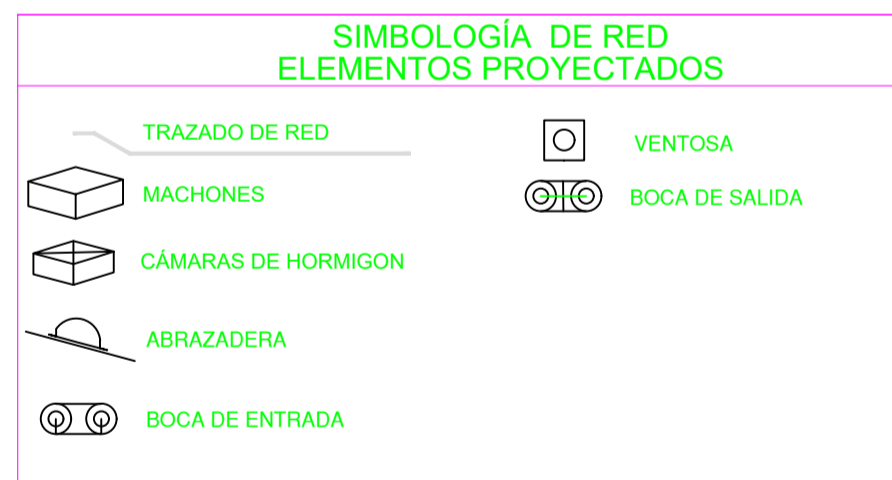 SIMBOLOGÍA DE RED
ELEMENTOS PROYECTADOS
TRAZADO DE RED
MACHONES
CÁMARAS DE HORMIGON
ABRAZADERA
BOCA DE ENTRADA
VENTOSA
BOCA DE SALIDA